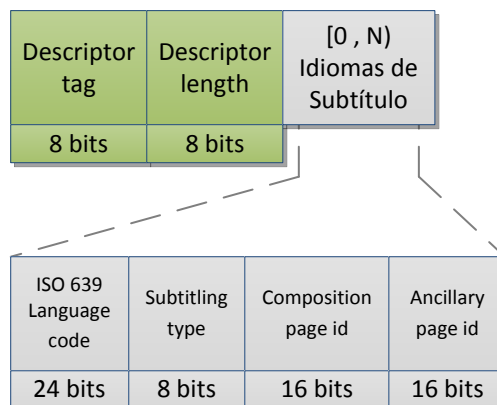 Descriptor
tag
Descriptor
length
[0 , N)
Idiomas de
Subtítulo
8 bits
8 bits
ISO 639
Language
code
Subtitling
type
Composition
page id
Ancillary
page id
24 bits
8 bits
16 bits
16 bits